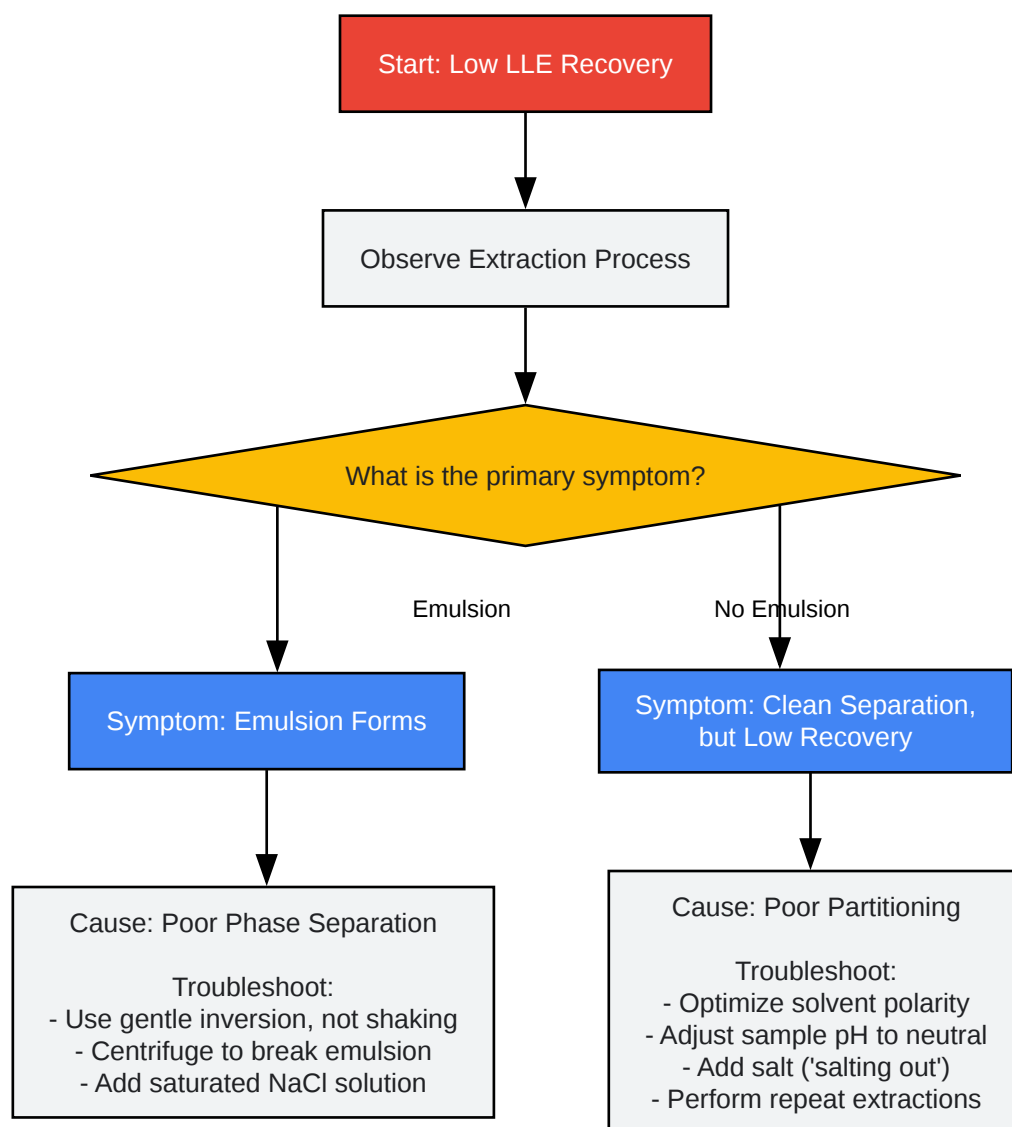 Start: Low LLE Recovery
Observe Extraction Process
What is the primary symptom?
Emulsion
No Emulsion
Symptom: Emulsion Forms
Symptom: Clean Separation,
but Low Recovery
Cause: Poor Phase Separation
Troubleshoot:
- Use gentle inversion, not shaking
- Centrifuge to break emulsion
- Add saturated NaCl solution
Cause: Poor Partitioning
Troubleshoot:
- Optimize solvent polarity
- Adjust sample pH to neutral
- Add salt ('salting out')
- Perform repeat extractions